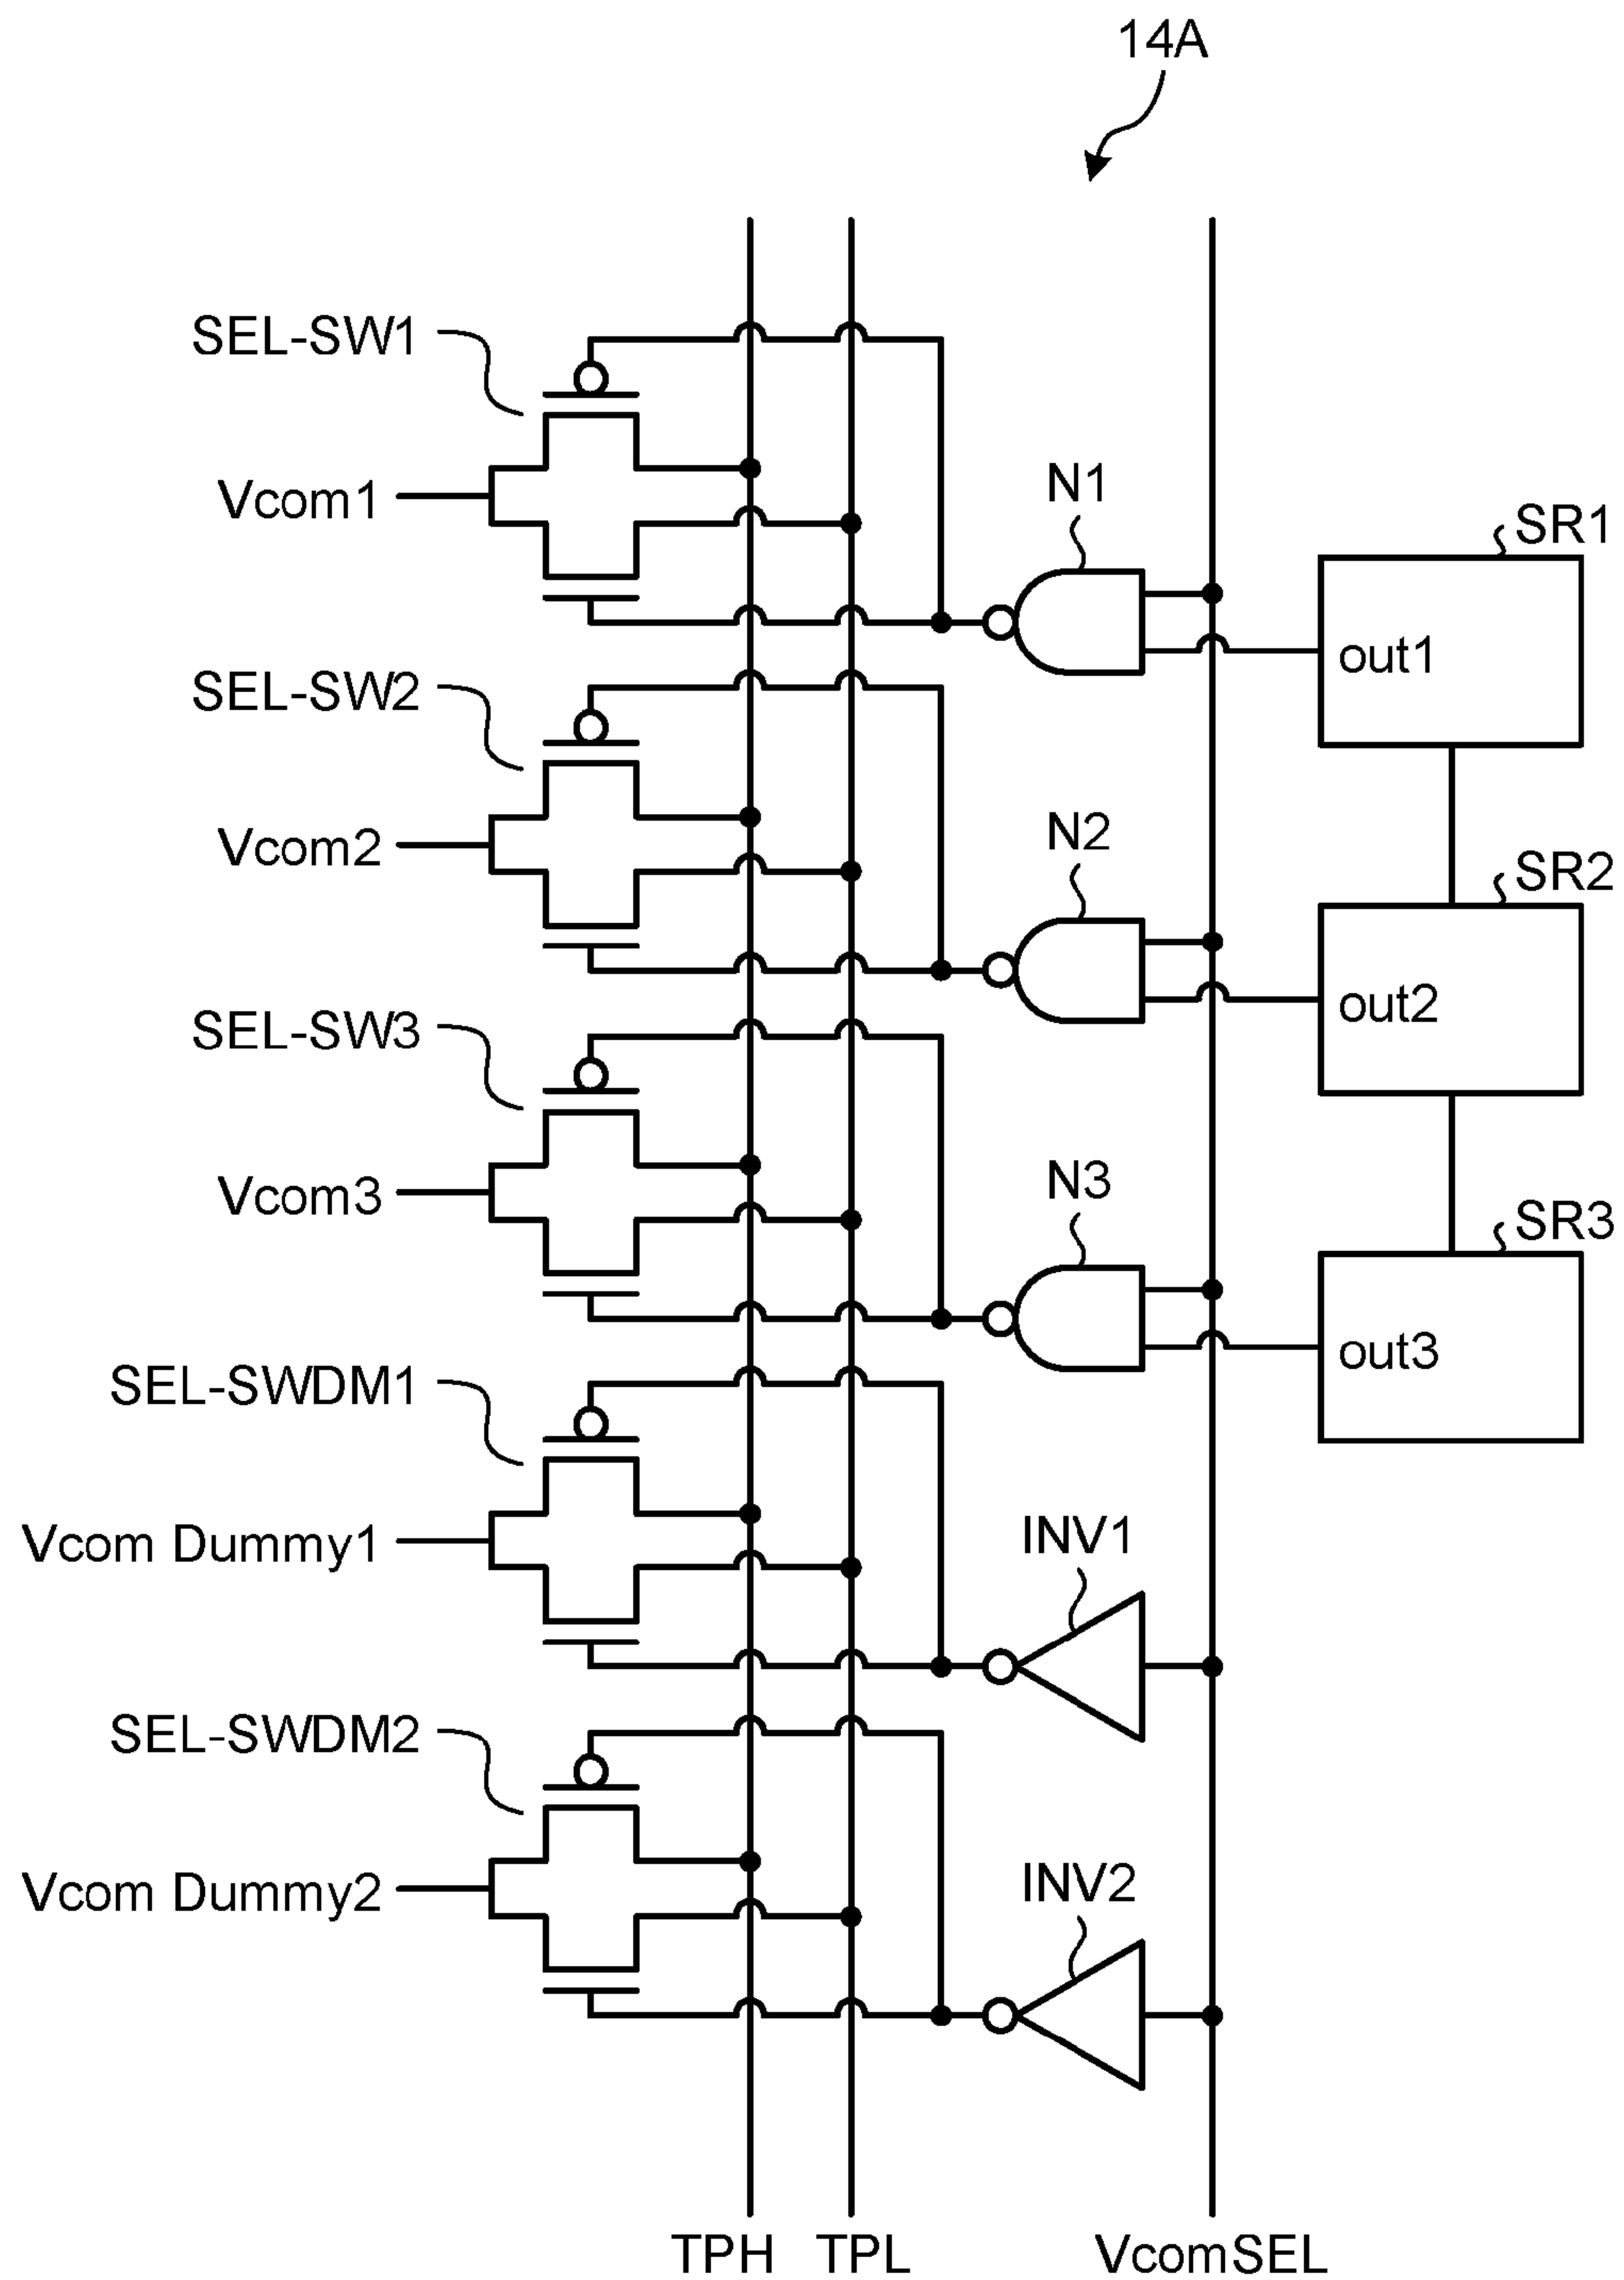 14A
SEL-SW1
Vcom1
N1
SR1
out1
SEL-SW2
Vcom2
N2
SR2
out2
SEL-SW3
Vcom3
N3
SR3
out3
SEL-SWDM1
Vcom Dummy1
INV1
SEL-SWDM2
Vcom Dummy2
INV2
TPH
TPL
VcomSEL